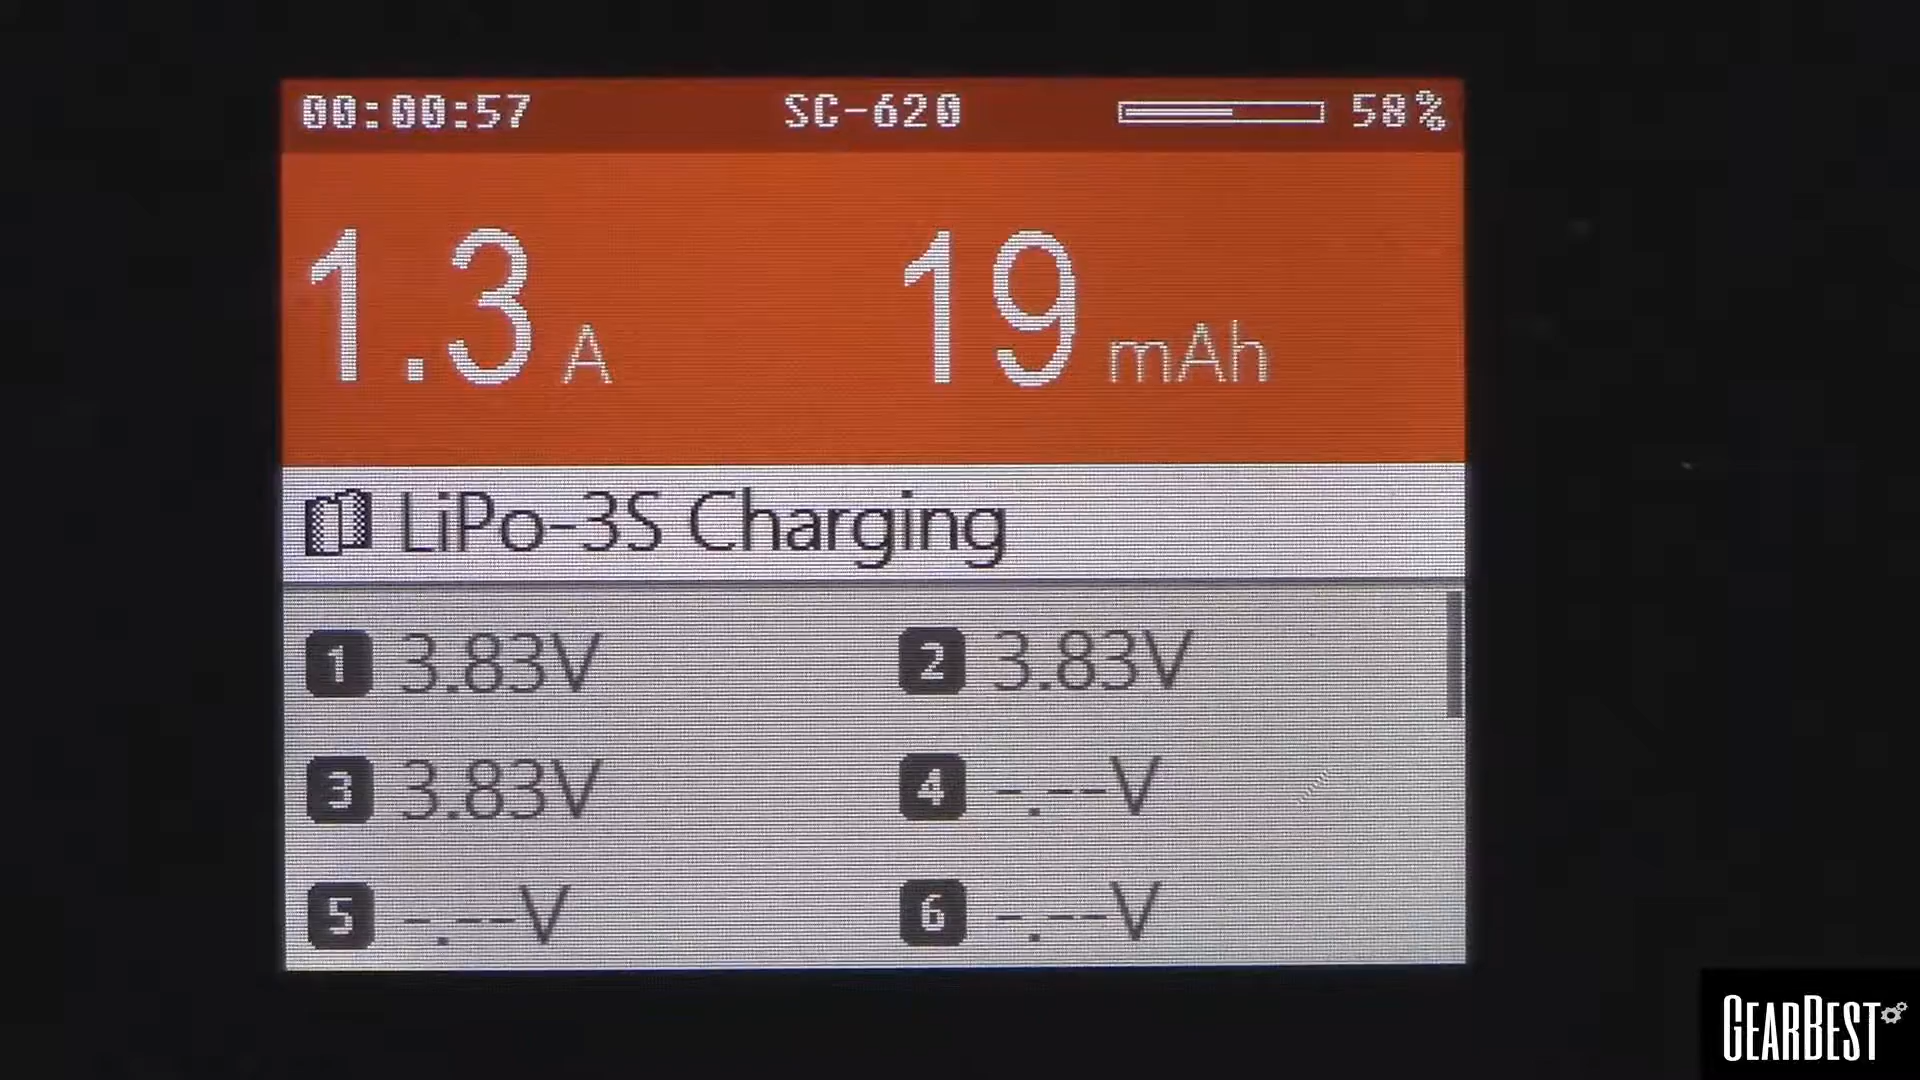 00:00:57 SC-620 58%
1.3 A 19 mAh
LiPo-3S Charging
1 3.83V 2 3.83V
3 3.83V 4 -.--V
5 -.--V 6 -.--V
GEARBEST